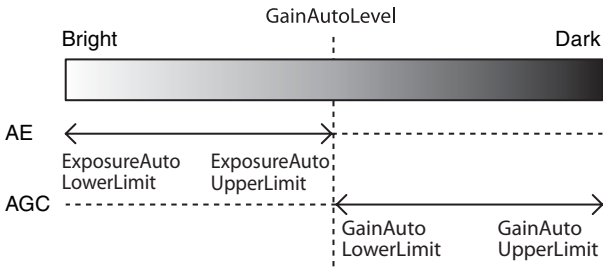 GainAutoLevel
Bright
Dark
AE
ExposureAuto
LowerLimit
ExposureAuto
UpperLimit
AGC
GainAuto
LowerLimit
GainAuto
UpperLimit